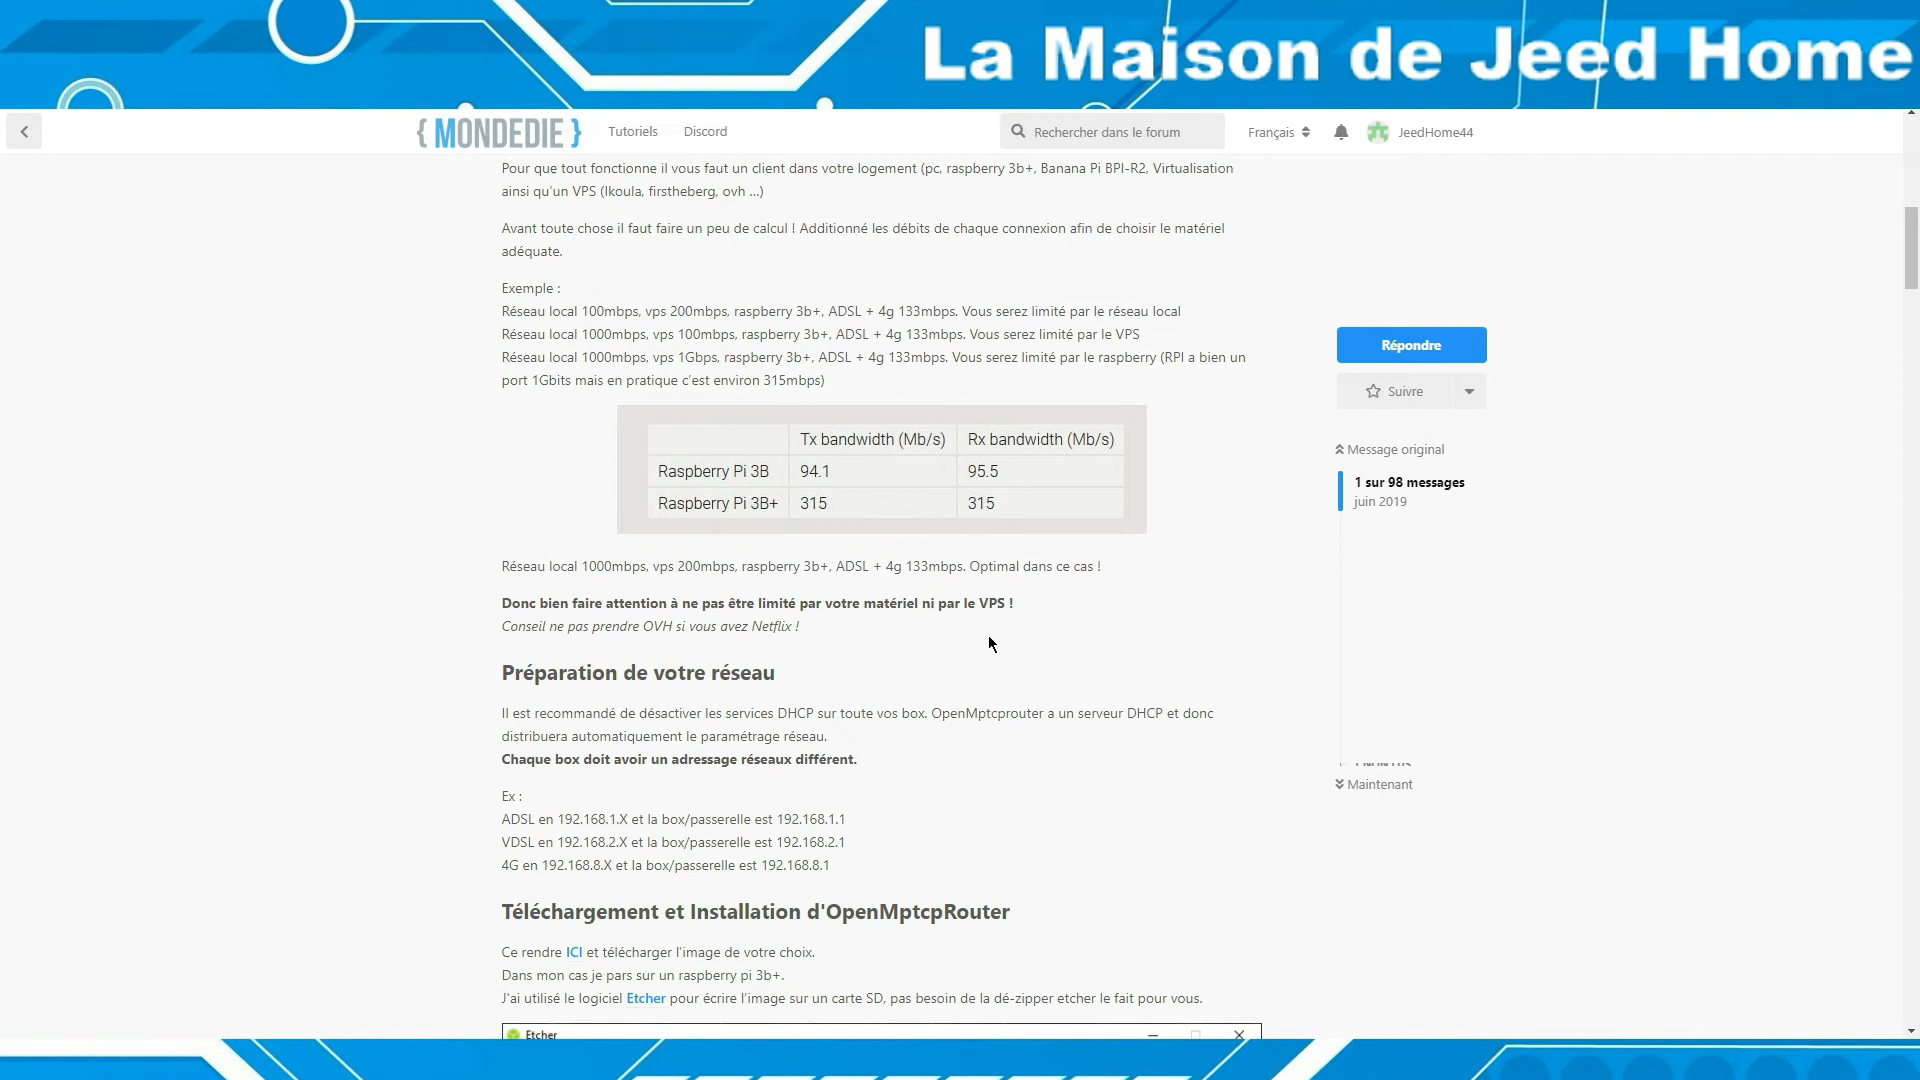 La Maison de Jeed Home
{ MONDEDIE }
Tutoriels
Discord
Rechercher dans le forum
Français
JeedHome44
Pour que tout fonctionne il vous faut un client dans votre logement (pc, raspberry 3b+, Banana Pi BPI-R2, Virtualisation
ainsi qu'un VPS (Ikoula, firstheberg, ovh ...)
Avant toute chose il faut faire un peu de calcul ! Additionné les débits de chaque connexion afin de choisir le matériel
adéquate.
Exemple :
Réseau local 100mbps, vps 200mbps, raspberry 3b+, ADSL + 4g 133mbps. Vous serez limité par le réseau local
Réseau local 1000mbps, vps 100mbps, raspberry 3b+, ADSL + 4g 133mbps. Vous serez limité par le VPS
Réseau local 1000mbps, vps 1Gbps, raspberry 3b+, ADSL + 4g 133mbps. Vous serez limité par le raspberry (RPI a bien un
port 1Gbits mais en pratique c'est environ 315mbps)
Tx bandwidth (Mb/s) Rx bandwidth (Mb/s)
Raspberry Pi 3B 94.1 95.5
Raspberry Pi 3B+ 315 315
Réseau local 1000mbps, vps 200mbps, raspberry 3b+, ADSL + 4g 133mbps. Optimal dans ce cas !
Donc bien faire attention à ne pas être limité par votre matériel ni par le VPS !
Conseil ne pas prendre OVH si vous avez Netflix !
Préparation de votre réseau
Il est recommandé de désactiver les services DHCP sur toute vos box. OpenMptcprouter a un serveur DHCP et donc
distribuera automatiquement le paramétrage réseau.
Chaque box doit avoir un adressage réseaux différent.
Ex :
ADSL en 192.168.1.X et la box/passerelle est 192.168.1.1
VDSL en 192.168.2.X et la box/passerelle est 192.168.2.1
4G en 192.168.8.X et la box/passerelle est 192.168.8.1
Téléchargement et Installation d'OpenMptcpRouter
Ce rendre ICI et télécharger l'image de votre choix.
Dans mon cas je pars sur un raspberry pi 3b+.
J'ai utilisé le logiciel Etcher pour écrire l'image sur un carte SD, pas besoin de la dé-zipper etcher le fait pour vous.
Etcher
Répondre
Suivre
Message original
1 sur 98 messages
juin 2019
Maintenant